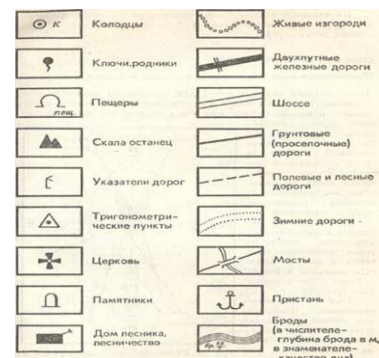 К
Колодцы
Живые изгороди
Ключи,родники
Двухпутные
железные дороги
пещ.
Пещеры
Шоссе
Скала останец
Грунтовые
(проселочные)
дороги
Указатели дорог
Полевые и лесные
дороги
Тригонометри-
ческие пункты
Зимние дороги
Церковь
Мосты
Памятники
Пристань
Дом лесника,
лесничество
Броды
(в числителе-
глубина брода в м,
в знаменателе-